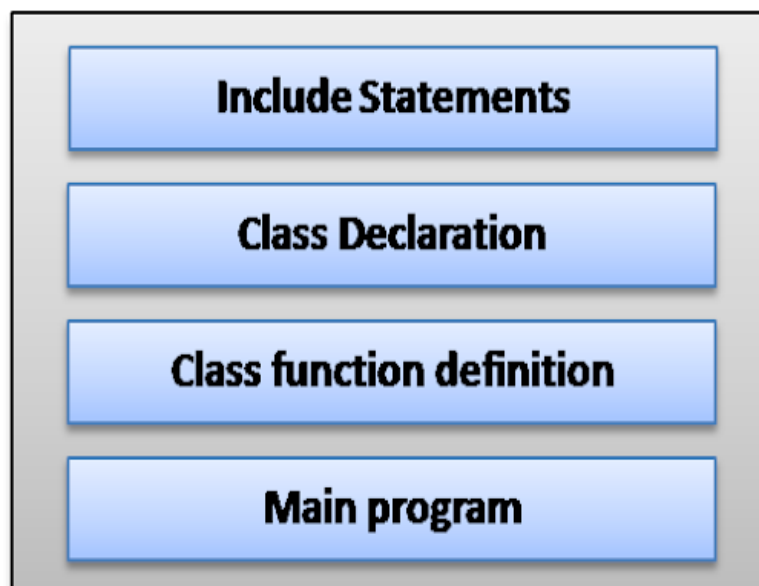 Include Statements
Class Declaration
Class function definition
Main program